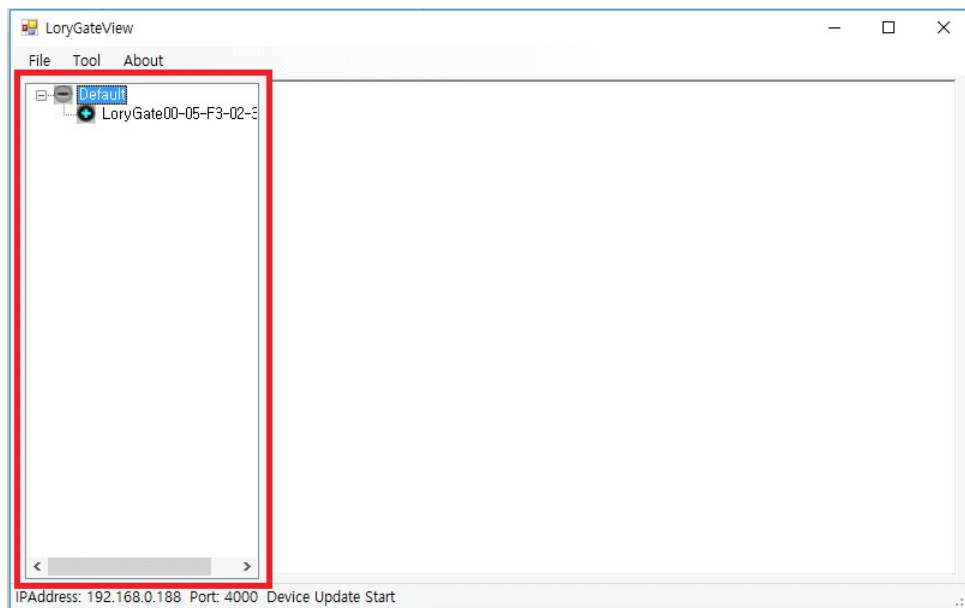 LoryGateView
File Tool About
Default
LoryGate00-05-F3-02-3
IPAddress: 192.168.0.188 Port: 4000 Device Update Start